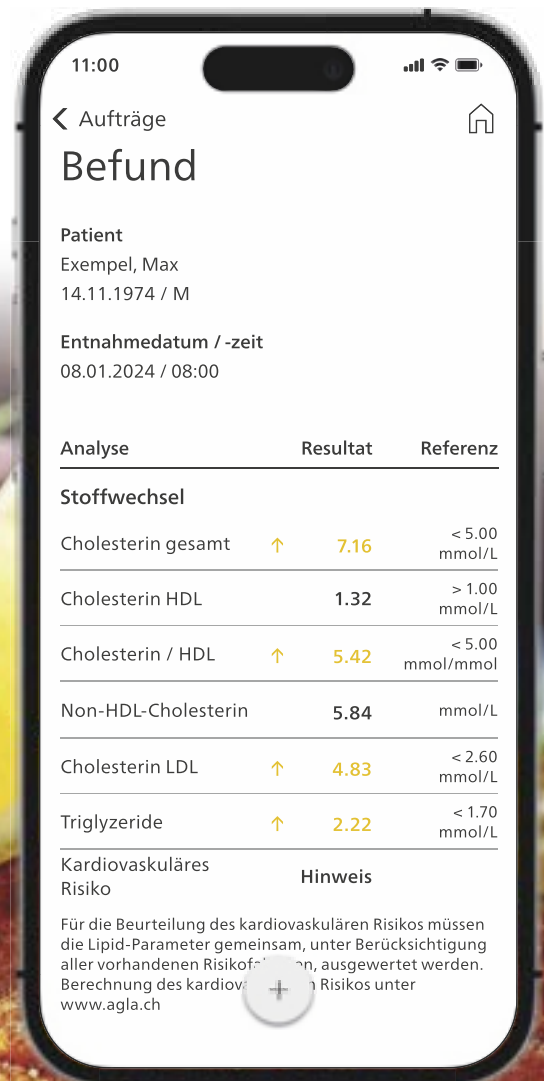 11:00
Aufträge
Befund
Patient
Exempel, Max
14.11.1974 / M
Entnahmedatum / -zeit
08.01.2024 / 08:00
Analyse Resultat Referenz
Stoffwechsel
Cholesterin gesamt ↑ 7.16 < 5.00 mmol/L
Cholesterin HDL 1.32 > 1.00 mmol/L
Cholesterin / HDL ↑ 5.42 < 5.00 mmol/mmol
Non-HDL-Cholesterin 5.84 mmol/L
Cholesterin LDL ↑ 4.83 < 2.60 mmol/L
Triglyzeride ↑ 2.22 < 1.70 mmol/L
Kardiovaskuläres Risiko Hinweis
Für die Beurteilung des kardiovaskulären Risikos müssen
die Lipid-Parameter gemeinsam, unter Berücksichtigung
aller vorhandenen ausgewertet werden.
Berechnung des Risikos unter
www.agla.ch
+